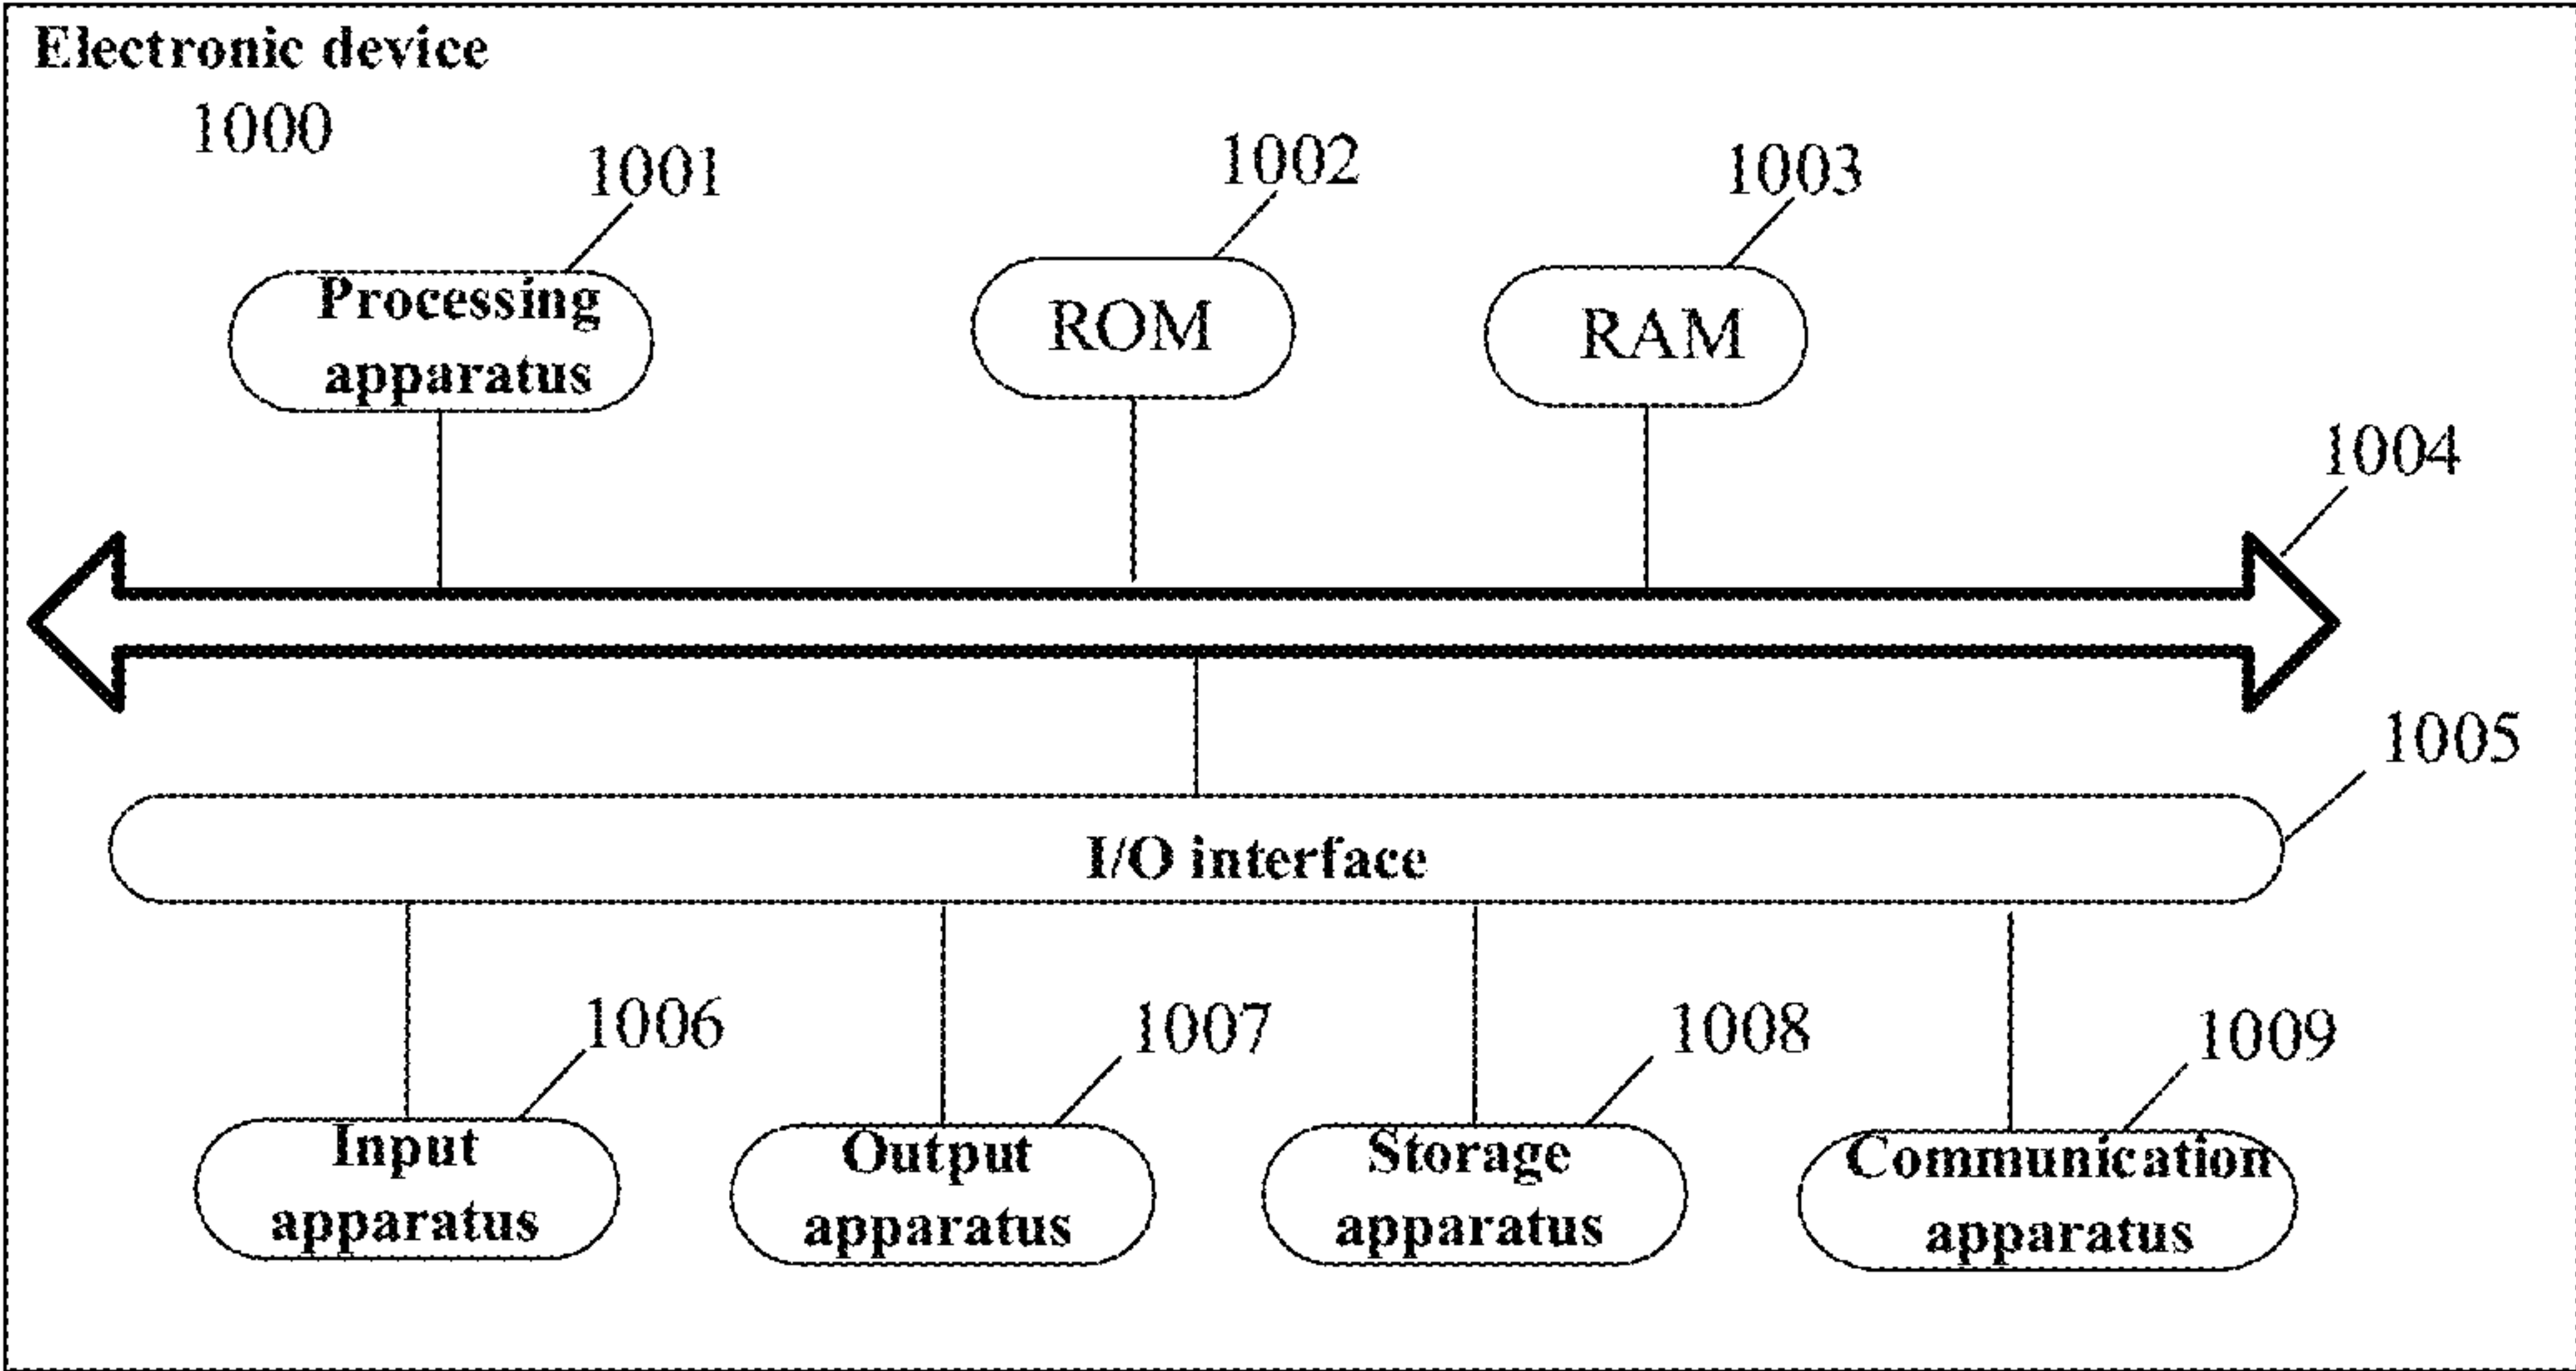 Electronic device
1000
1001
1002
1003
Processing
apparatus
ROM
RAM
1004
1005
I/O interface
1006
1007
1008
1009
Input
apparatus
Output
apparatus
Storage
apparatus
Communication
apparatus